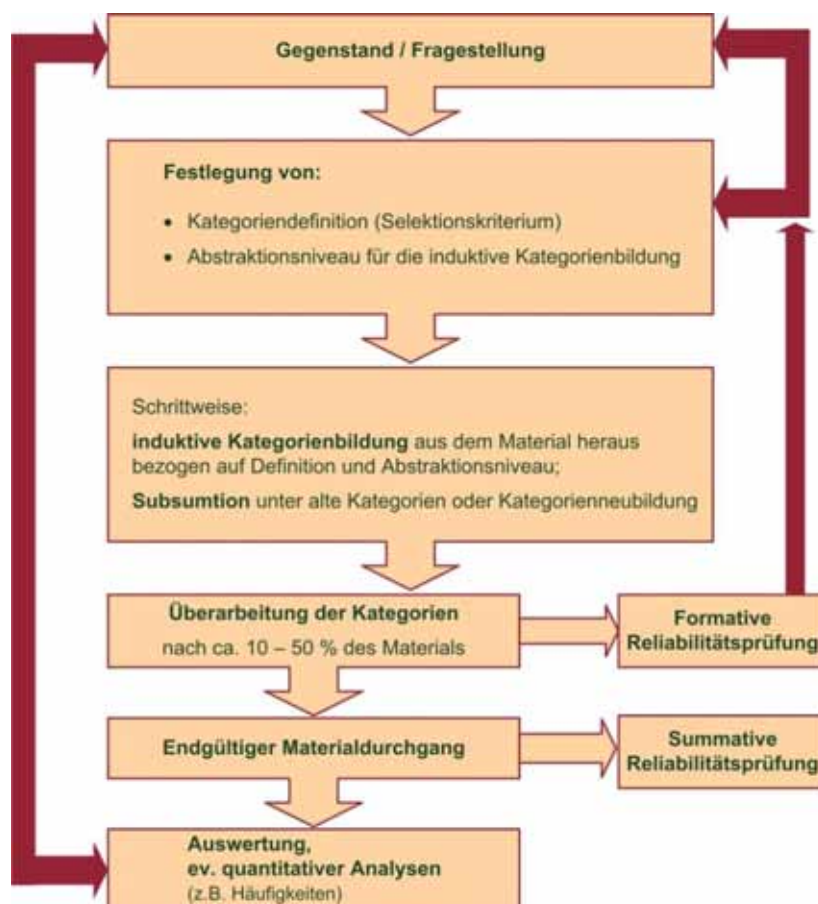 Gegenstand / Fragestellung
Festlegung von:
• Kategoriendefinition (Selektionskriterium)
• Abstraktionsniveau für die induktive Kategorienbildung
Schrittweise:
induktive Kategorienbildung aus dem Material heraus
bezogen auf Definition und Abstraktionsniveau;
Subsumtion unter alte Kategorien oder Kategorienneubildung
Überarbeitung der Kategorien
nach ca. 10 – 50 % des Materials
Formative
Reliabilitätsprüfung
Endgültiger Materialdurchgang
Summative
Reliabilitätsprüfung
Auswertung,
ev. quantitativer Analysen
(z.B. Häufigkeiten)